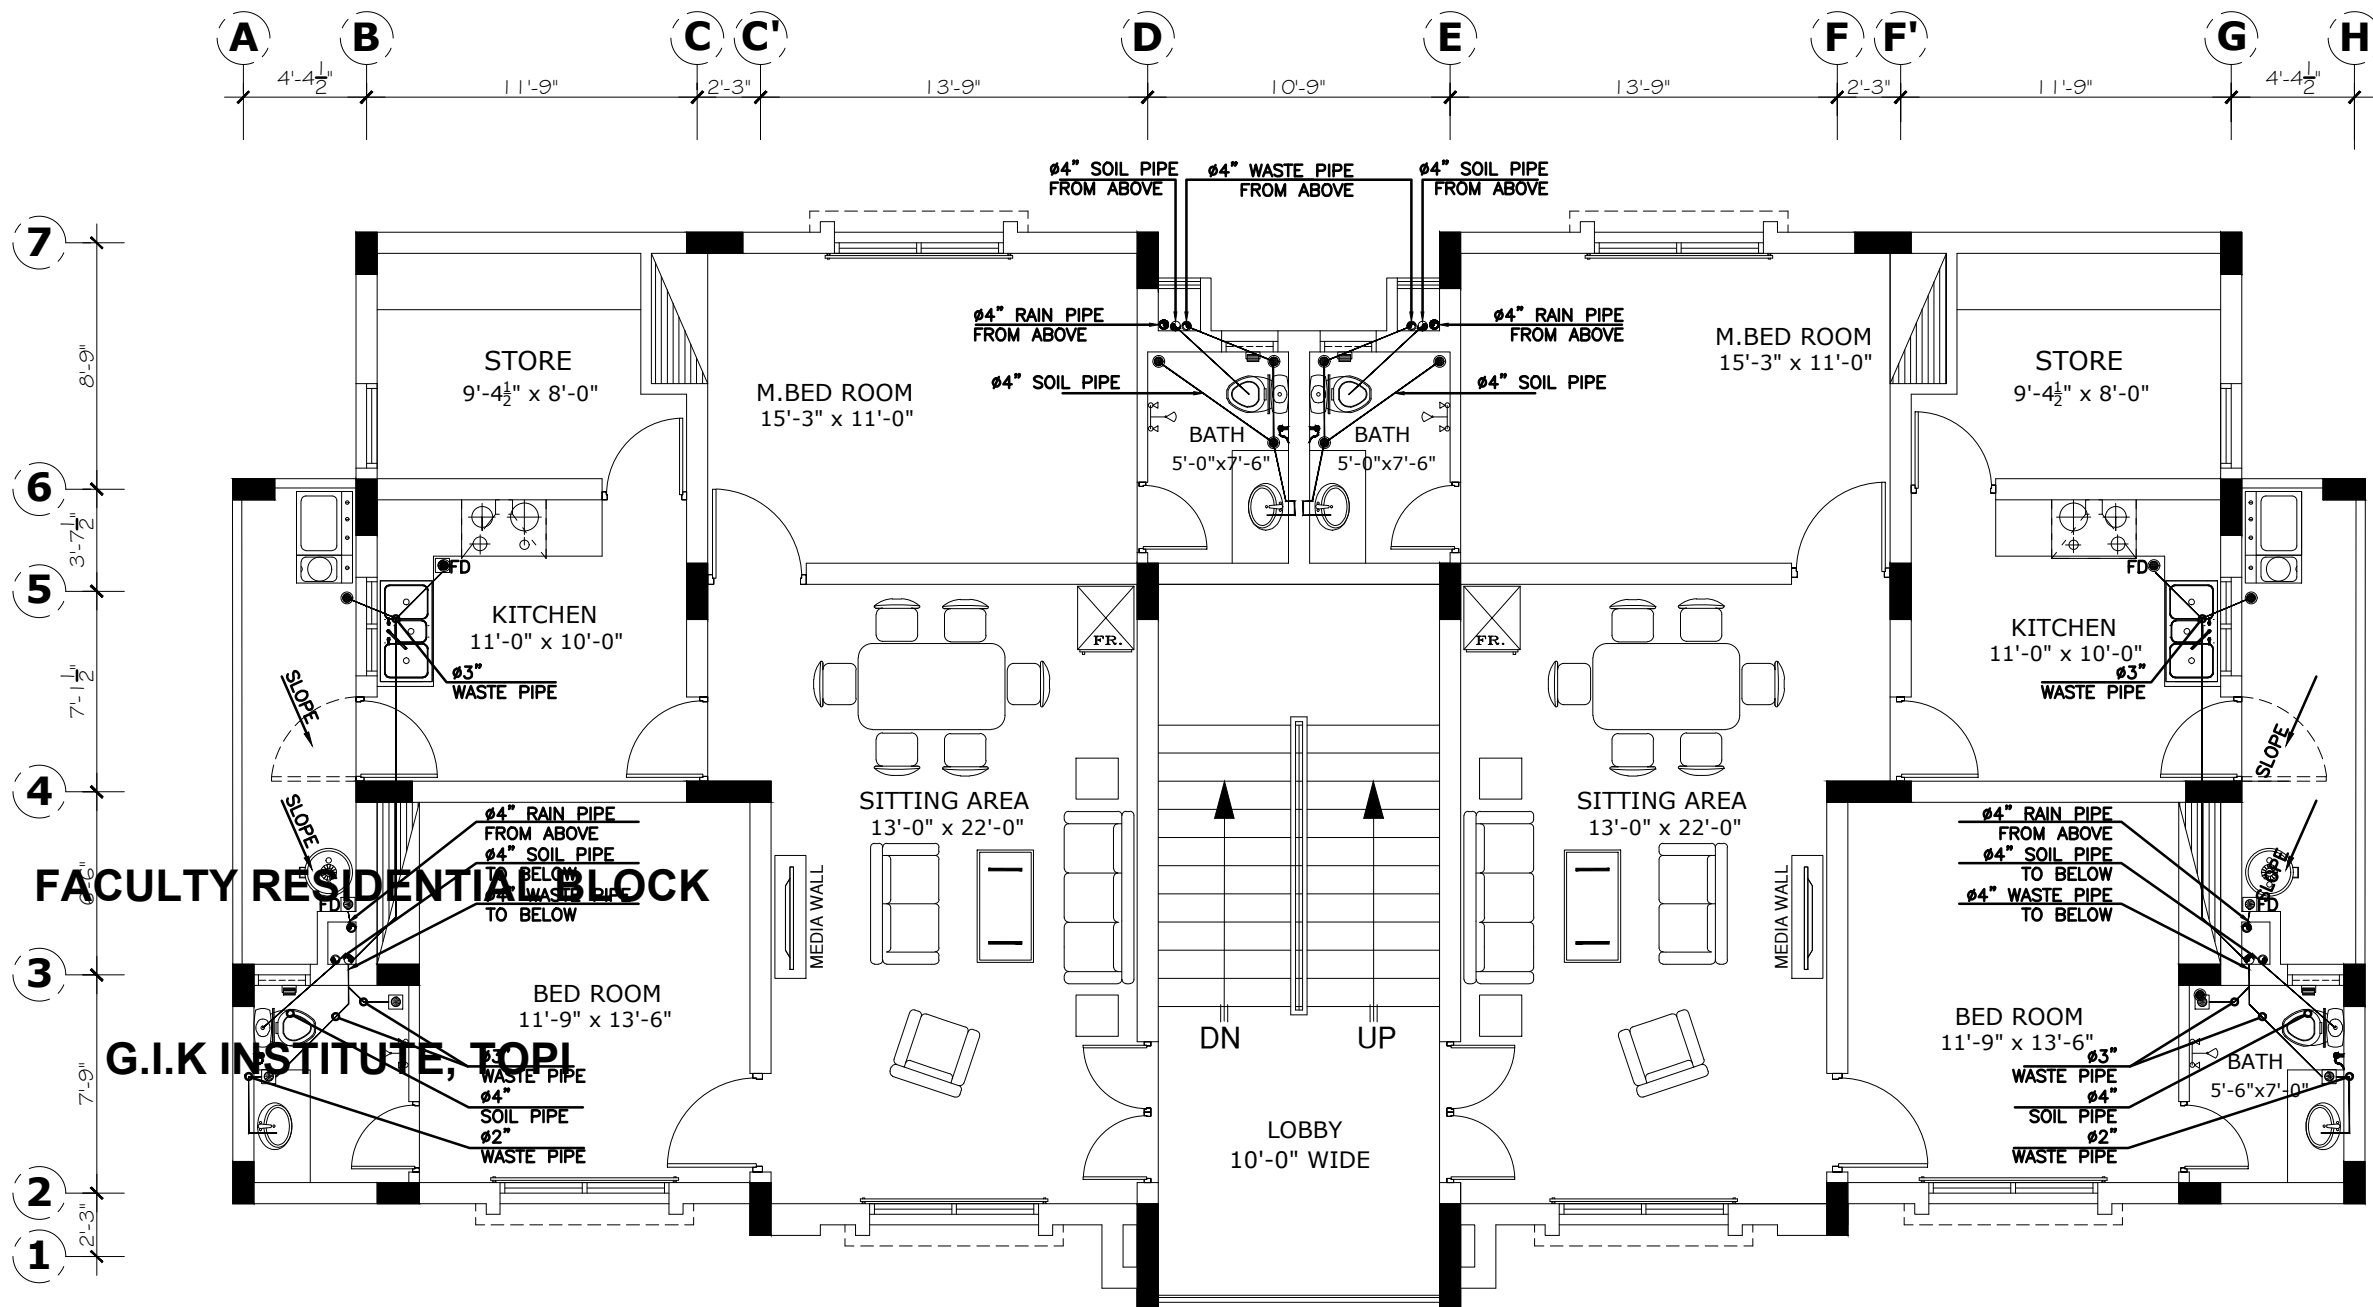 A B C C' D E F F' G H
4'-4½" 11'-9" 2'-3" 13'-9" 10'-9" 13'-9" 2'-3" 11'-9" 4'-4½"
ø4" SOIL PIPE
FROM ABOVE
ø4" WASTE PIPE
FROM ABOVE
ø4" SOIL PIPE
FROM ABOVE
7
8'-9"
6
3'-7½"
5
7'-1½"
4
6'-6"
3
7'-9"
2
2'-3"
1
STORE
9'-4½" x 8'-0"
M.BED ROOM
15'-3" x 11'-0"
ø4" RAIN PIPE
FROM ABOVE
ø4" SOIL PIPE
BATH
5'-0"x7'-6"
BATH
5'-0"x7'-6"
ø4" RAIN PIPE
FROM ABOVE
ø4" SOIL PIPE
M.BED ROOM
15'-3" x 11'-0"
STORE
9'-4½" x 8'-0"
FD
KITCHEN
11'-0" x 10'-0"
ø3"
WASTE PIPE
FR.
FR.
FD
KITCHEN
11'-0" x 10'-0"
ø3"
WASTE PIPE
SLOPE
SLOPE
SLOPE
SLOPE
SITTING AREA
13'-0" x 22'-0"
SITTING AREA
13'-0" x 22'-0"
ø4" RAIN PIPE
FROM ABOVE
ø4" SOIL PIPE
TO BELOW
ø4" WASTE PIPE
TO BELOW
FACULTY RESIDENTIAL BLOCK
FD
MEDIA WALL
MEDIA WALL
ø4" RAIN PIPE
FROM ABOVE
ø4" SOIL PIPE
TO BELOW
ø4" WASTE PIPE
TO BELOW
FD
BED ROOM
11'-9" x 13'-6"
DN
UP
BED ROOM
11'-9" x 13'-6"
G.I.K INSTITUTE, TOPI
ø3"
WASTE PIPE
ø4"
SOIL PIPE
ø2"
WASTE PIPE
LOBBY
10'-0" WIDE
ø3"
WASTE PIPE
ø4"
SOIL PIPE
ø2"
WASTE PIPE
BATH
5'-6"x7'-0"